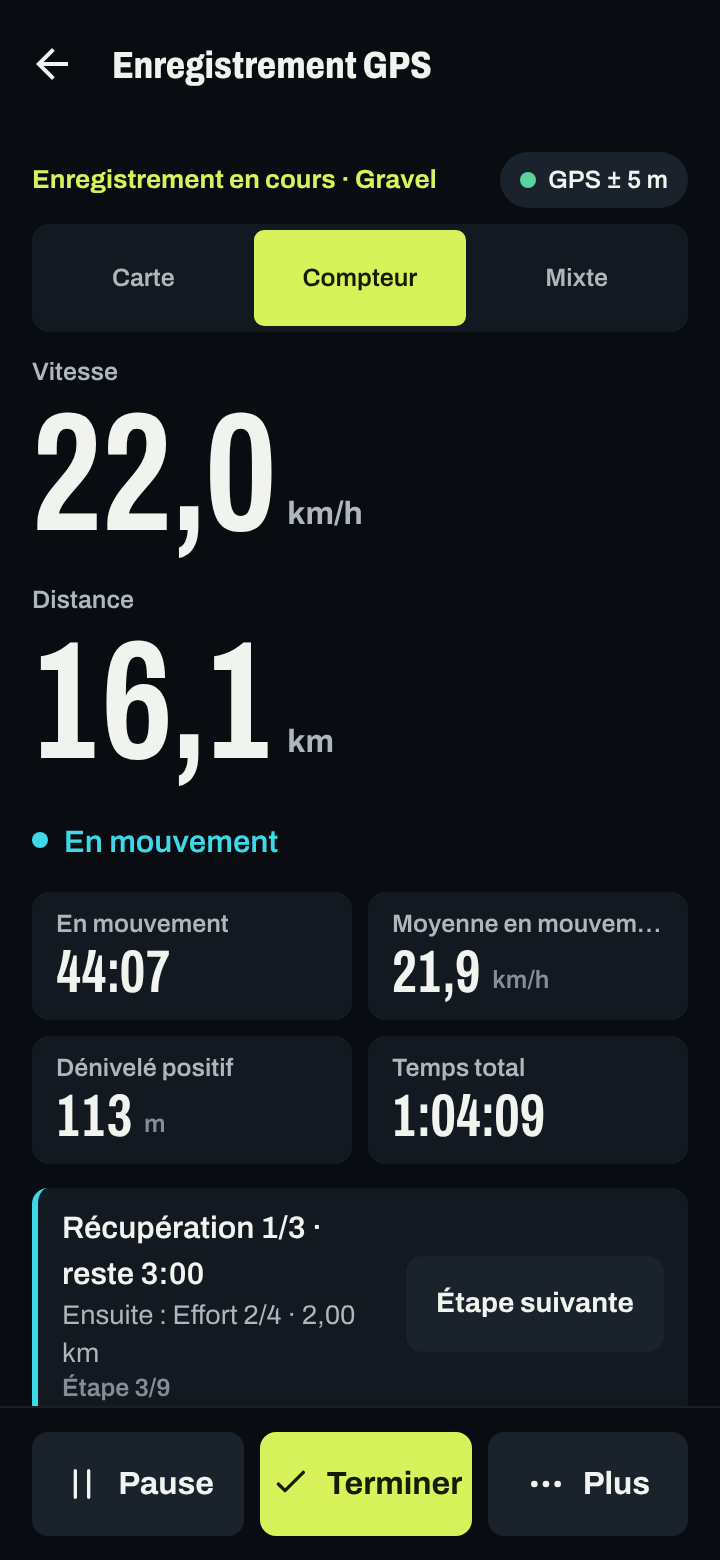 Enregistrement GPS
Enregistrement en cours · Gravel
GPS ± 5 m
Carte
Compteur
Mixte
Vitesse
22,0 km/h
Distance
16,1 km
En mouvement
En mouvement
44:07
Moyenne en mouvem...
21,9 km/h
Dénivelé positif
113 m
Temps total
1:04:09
Récupération 1/3 ·
reste 3:00
Ensuite : Effort 2/4 · 2,00
km
Étape 3/9
Étape suivante
Pause
Terminer
Plus